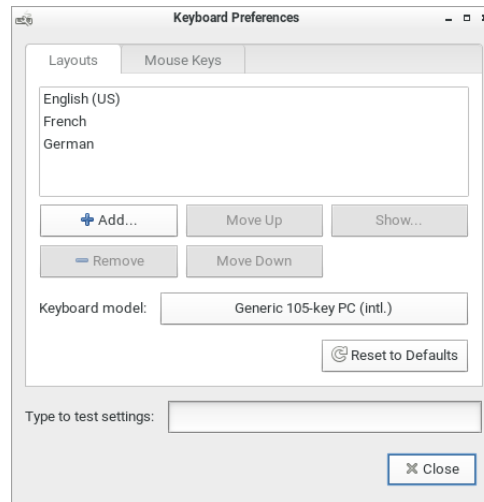 Keyboard Preferences
Layouts Mouse Keys
English (US)
French
German
Add... Move Up Show...
Remove Move Down
Keyboard model: Generic 105-key PC (intl.)
Reset to Defaults
Type to test settings:
Close